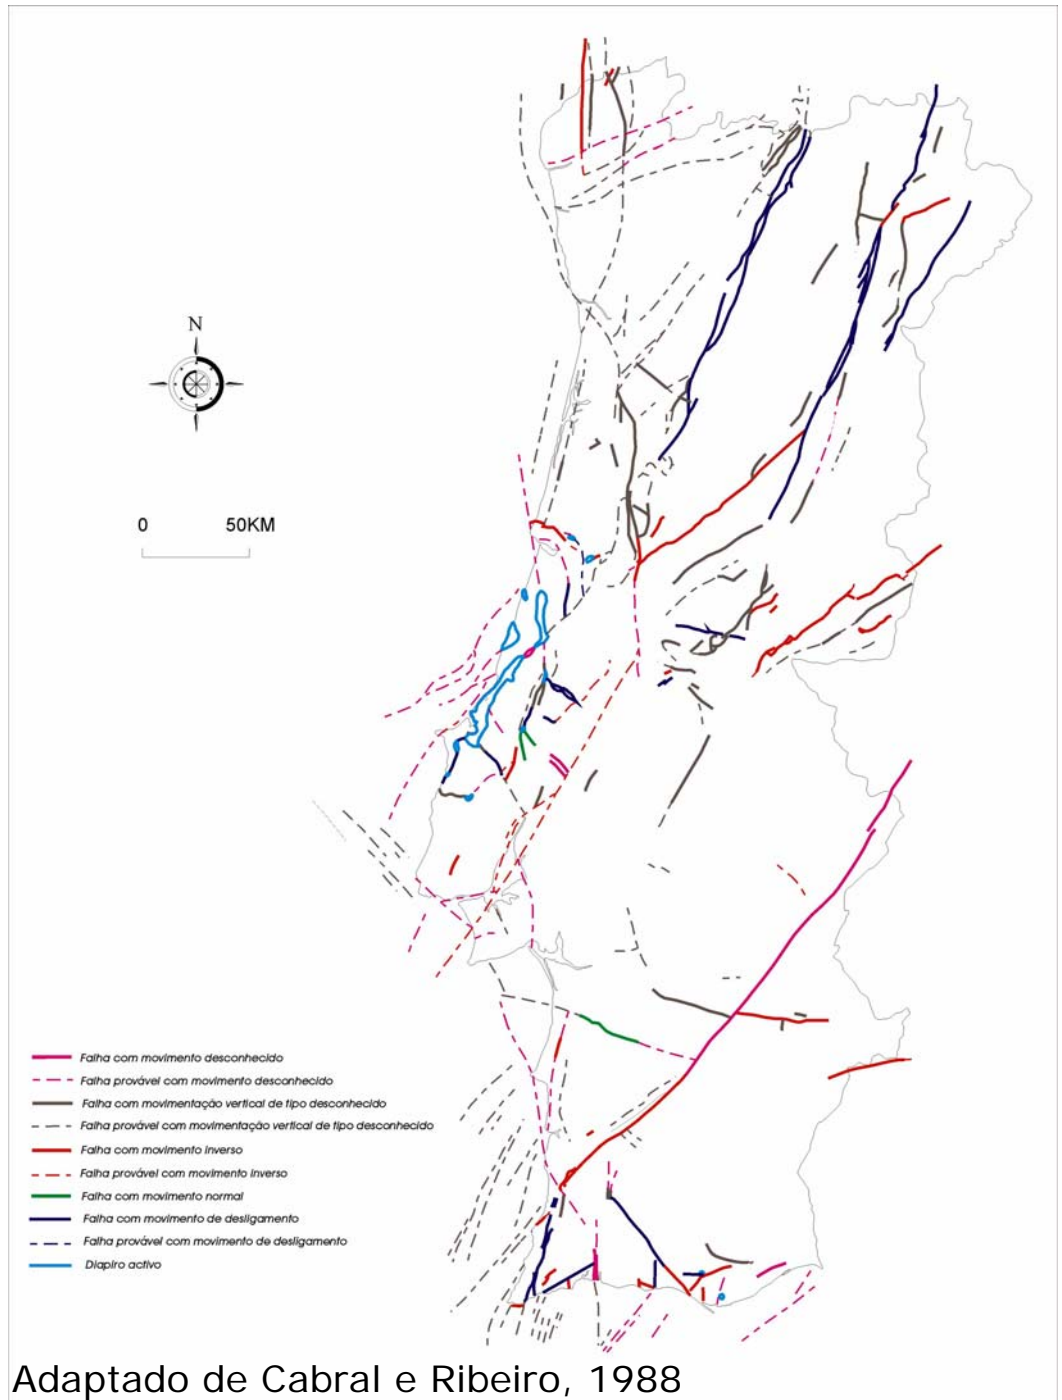 N
0 50KM
Falha com movimento desconhecido
Falha provável com movimento desconhecido
Falha com movimentação vertical de tipo desconhecido
Falha provável com movimentação vertical de tipo desconhecido
Falha com movimento inverso
Falha provável com movimento inverso
Falha com movimento normal
Falha com movimento de desligamento
Falha provável com movimento de desligamento
Diapiro activo
Adaptado de Cabral e Ribeiro, 1988